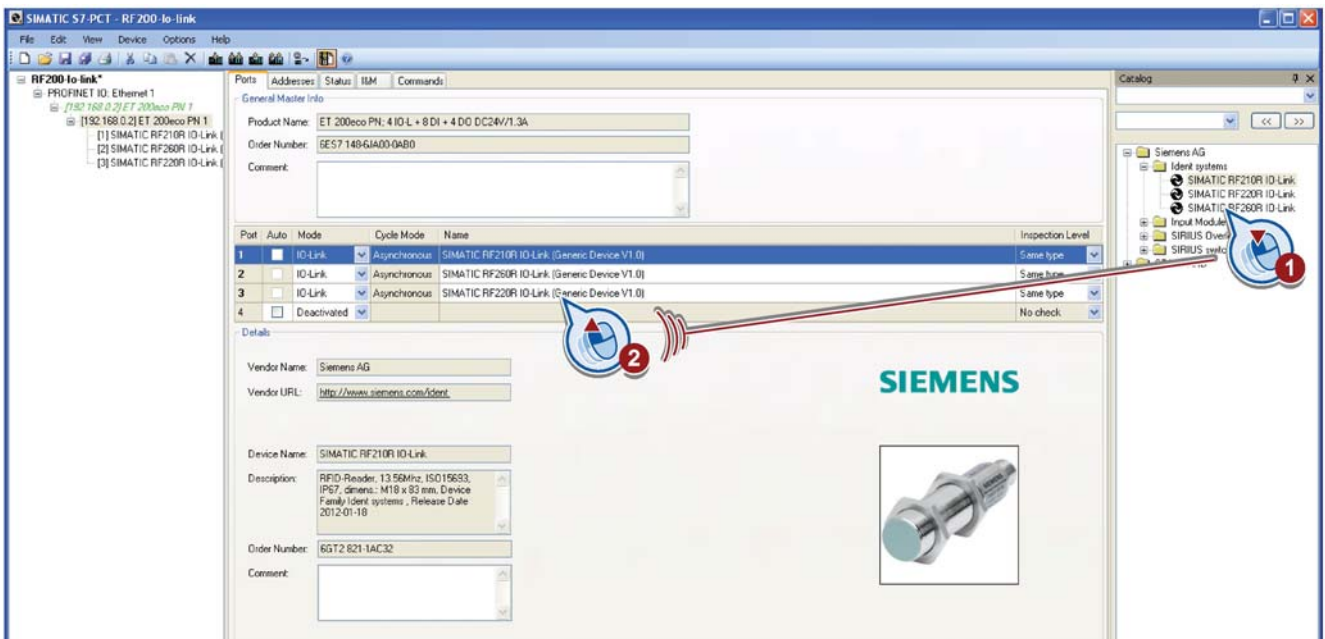 SIMATIC S7-PCT - RF200-Io-link
File Edit View Device Options Help
RF200-Io-link*
PROFINET IO: Ethernet 1
[192.168.0.2] ET 200eco PN 1
[192.168.0.2] ET 200eco PN 1
[1] SIMATIC RF210R IO-Link (
[2] SIMATIC RF260R IO-Link (
[3] SIMATIC RF220R IO-Link (
Ports Addresses Status I&M Commands
General Master Info
Product Name: ET 200eco PN; 4 IO-L + 8 DI + 4 DO DC24V/1.3A
Order Number: 6ES7 148-6JA00-0AB0
Comment:
Port Auto Mode Cycle Mode Name Inspection Level
1 IO-Link Asynchronous SIMATIC RF210R IO-Link (Generic Device V1.0) Same type
2 IO-Link Asynchronous SIMATIC RF260R IO-Link (Generic Device V1.0) Same type
3 IO-Link Asynchronous SIMATIC RF220R IO-Link (Generic Device V1.0) Same type
4 Deactivated No check
2
Details
Vendor Name: Siemens AG
Vendor URL: http://www.siemens.com/ident
SIEMENS
Device Name: SIMATIC RF210R IO-Link
Description: RFID-Reader, 13.56Mhz, ISO15693,
IP67, dimens.: M18 x 83 mm, Device
Family Ident systems , Release Date
2012-01-18
Order Number: 6GT2 821-1AC32
Comment:
SIEMENS
Catalog
<< >>
Siemens AG
Ident systems
SIMATIC RF210R IO-Link
SIMATIC RF220R IO-Link
SIMATIC RF260R IO-Link
Input Module
SIRIUS
SIRIUS
1